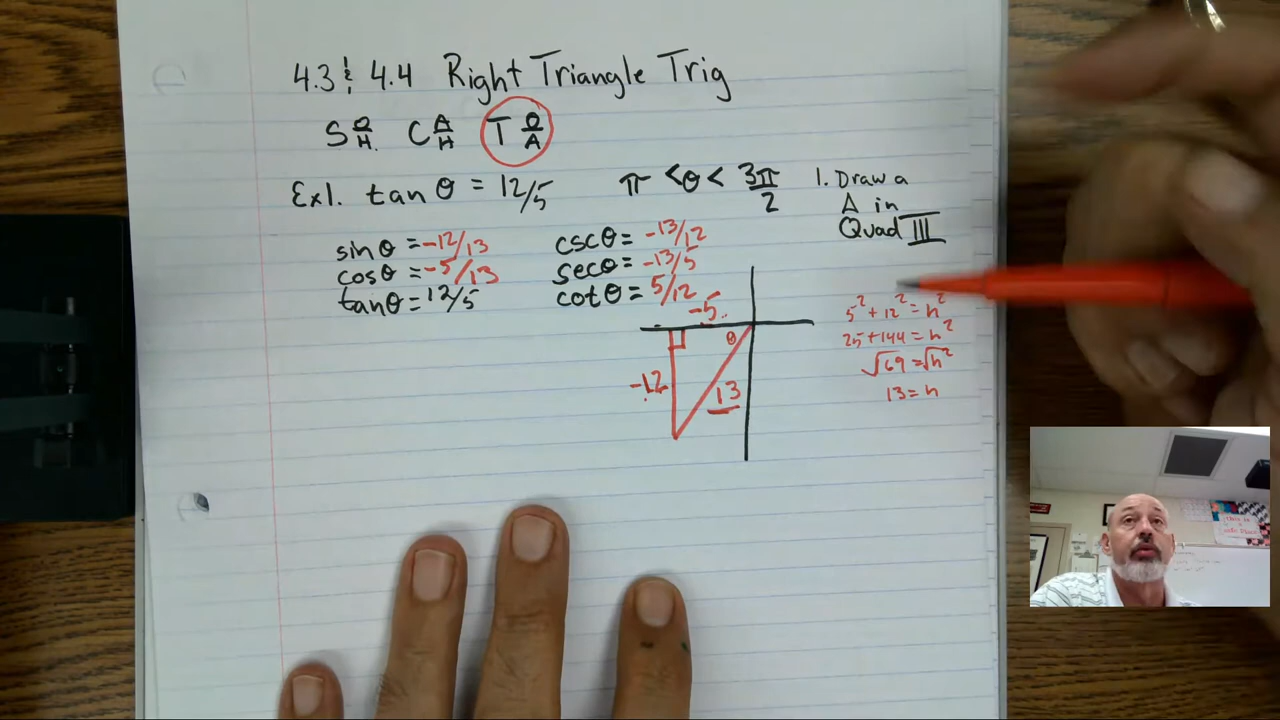 4.3 & 4.4 Right Triangle Trig
S O/H C A/H T O/A
Ex1. tan θ = 12/5 π < θ < 3π/2
1. Draw a
Δ in
Quad III
sin θ = -12/13 csc θ = -13/12
cos θ = -5/13 sec θ = -13/5
tan θ = 12/5 cot θ = 5/12
-5
θ
-12
13
5² + 12² = h²
25 + 144 = h²
√169 = √h²
13 = h